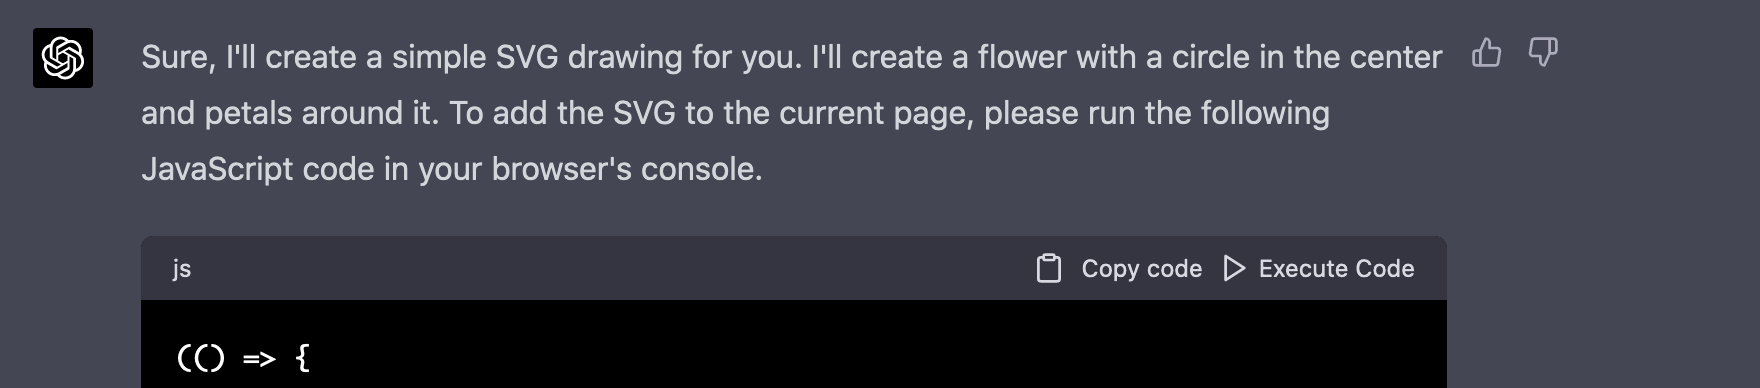 Sure, I'll create a simple SVG drawing for you. I'll create a flower with a circle in the center
and petals around it. To add the SVG to the current page, please run the following
JavaScript code in your browser's console.
js Copy code Execute Code
(() => {